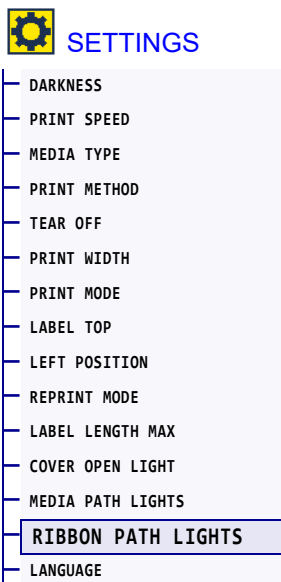 SETTINGS
DARKNESS
PRINT SPEED
MEDIA TYPE
PRINT METHOD
TEAR OFF
PRINT WIDTH
PRINT MODE
LABEL TOP
LEFT POSITION
REPRINT MODE
LABEL LENGTH MAX
COVER OPEN LIGHT
MEDIA PATH LIGHTS
RIBBON PATH LIGHTS
LANGUAGE